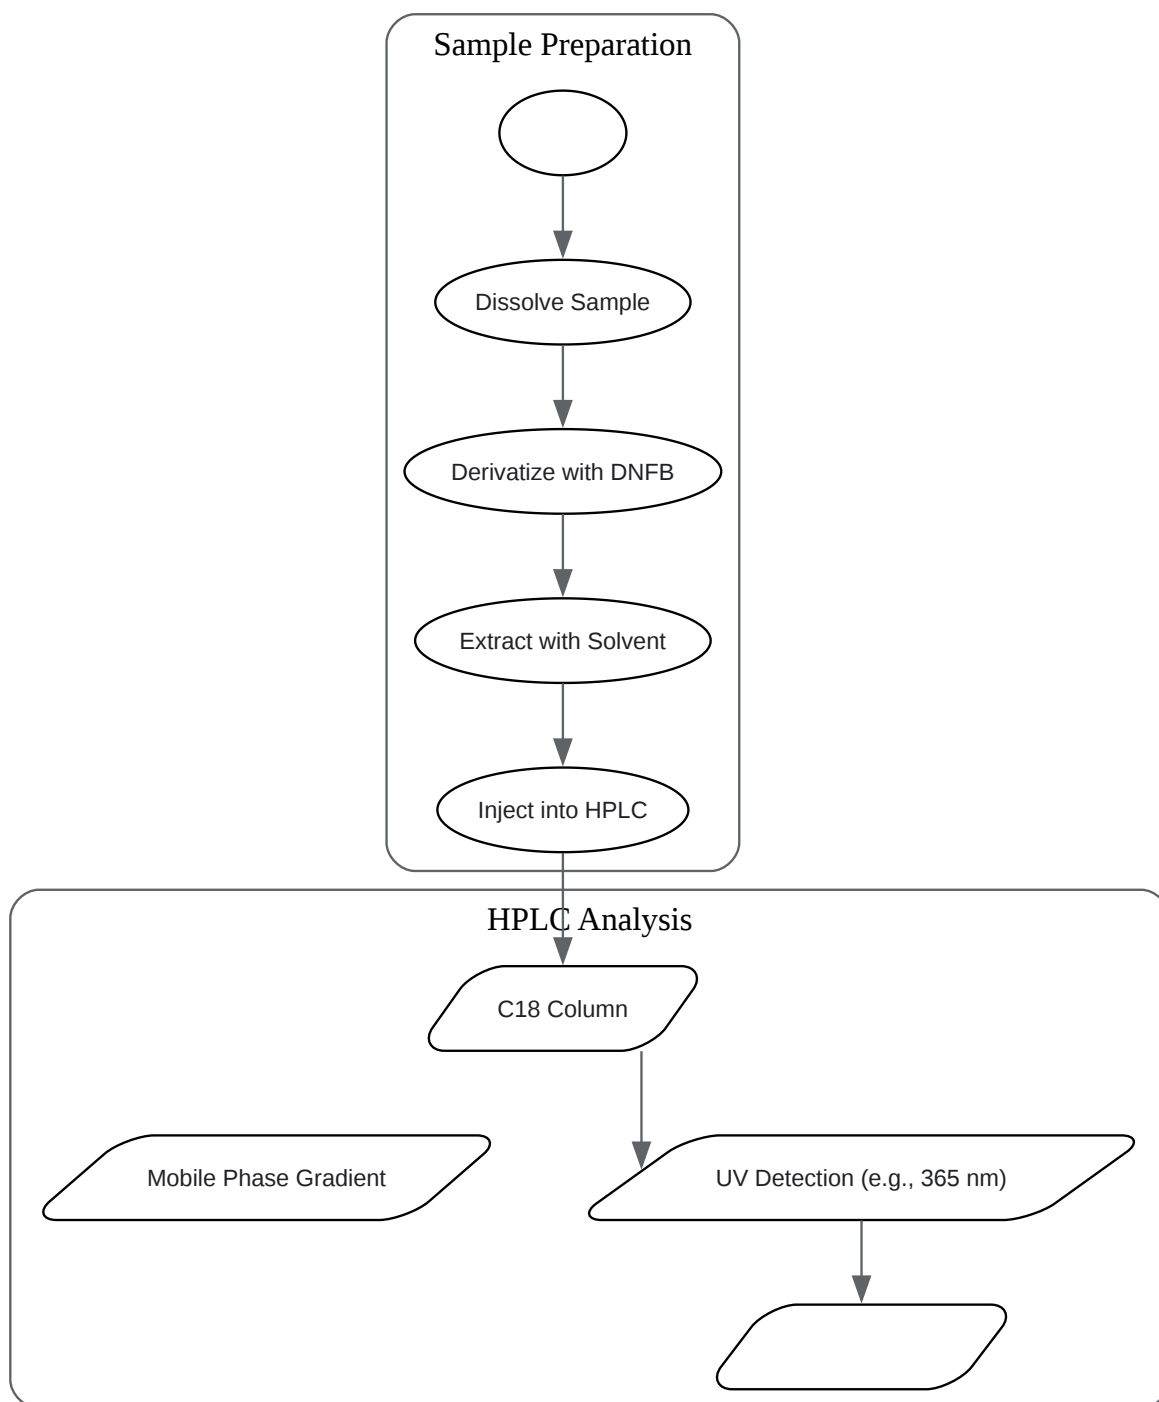 Sample Preparation
Dissolve Sample
Derivatize with DNFB
Extract with Solvent
Inject into HPLC
HPLC Analysis
C18 Column
Mobile Phase Gradient
UV Detection (e.g., 365 nm)